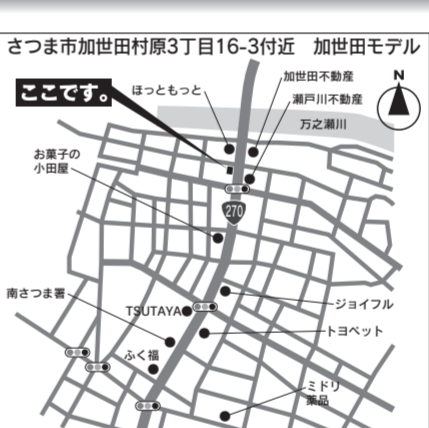 さつま市加世田村原3丁目16-3付近 加世田モデル
ここです。
ほっともっと
加世田不動産
瀬戸川不動産
N
万之瀬川
お菓子の
小田屋
270
南さつま署
TSUTAYA
ジョイフル
トヨペット
ふく福
ミドリ
薬品